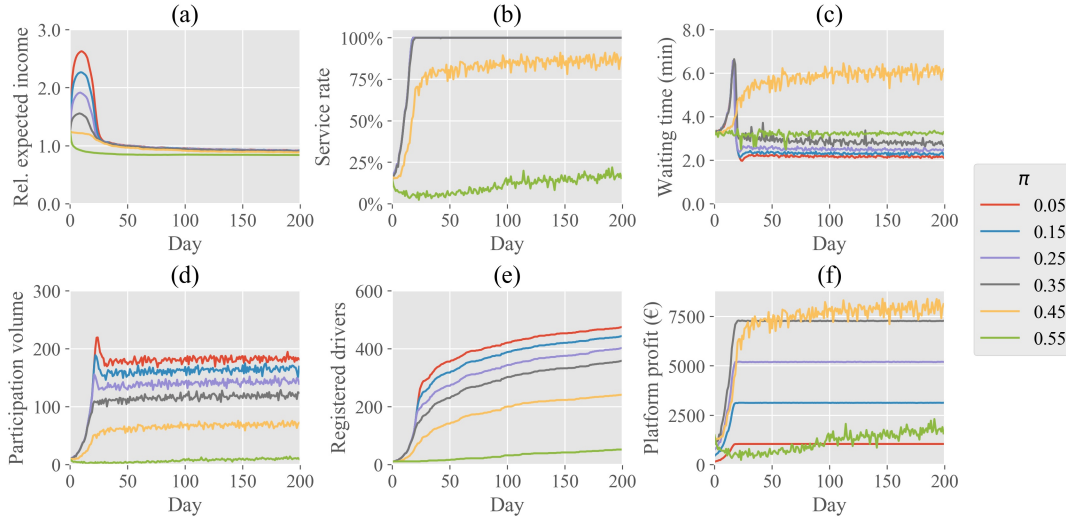 (a)
(b)
(c)
Rel. expected income
3.0
2.0
1.0
0.0
0 50 100 150 200
Day
Service rate
100%
75%
50%
25%
0%
0 50 100 150 200
Day
Waiting time (min)
8.0
6.0
4.0
2.0
0.0
0 50 100 150 200
Day
(d)
(e)
(f)
Participation volume
300
200
100
0
0 50 100 150 200
Day
Registered drivers
600
400
200
0
0 50 100 150 200
Day
Platform profit (€)
7500
5000
2500
0
0 50 100 150 200
Day
π
0.05
0.15
0.25
0.35
0.45
0.55